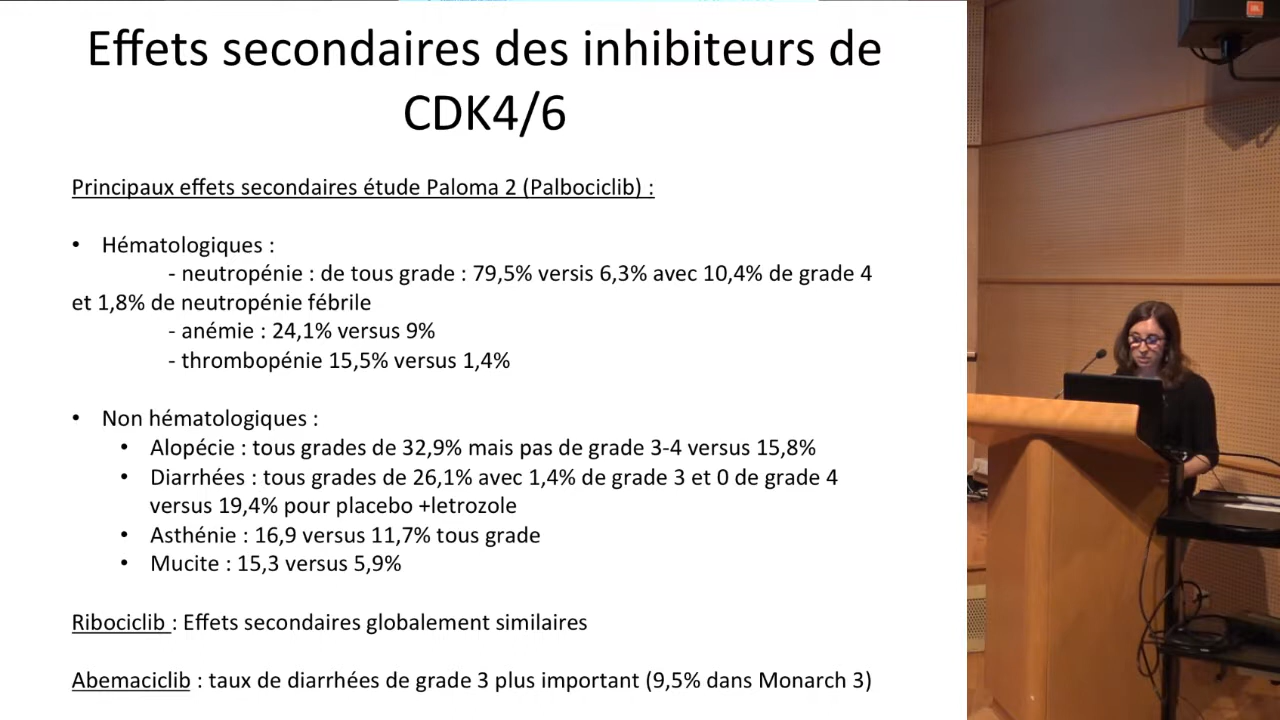 Effets secondaires des inhibiteurs de
CDK4/6
Principaux effets secondaires étude Paloma 2 (Palbociclib) :
• Hématologiques :
- neutropénie : de tous grade : 79,5% versis 6,3% avec 10,4% de grade 4
et 1,8% de neutropénie fébrile
- anémie : 24,1% versus 9%
- thrombopénie 15,5% versus 1,4%
• Non hématologiques :
• Alopécie : tous grades de 32,9% mais pas de grade 3-4 versus 15,8%
• Diarrhées : tous grades de 26,1% avec 1,4% de grade 3 et 0 de grade 4
versus 19,4% pour placebo +letrozole
• Asthénie : 16,9 versus 11,7% tous grade
• Mucite : 15,3 versus 5,9%
Ribociclib : Effets secondaires globalement similaires
Abemaciclib : taux de diarrhées de grade 3 plus important (9,5% dans Monarch 3)
JBL